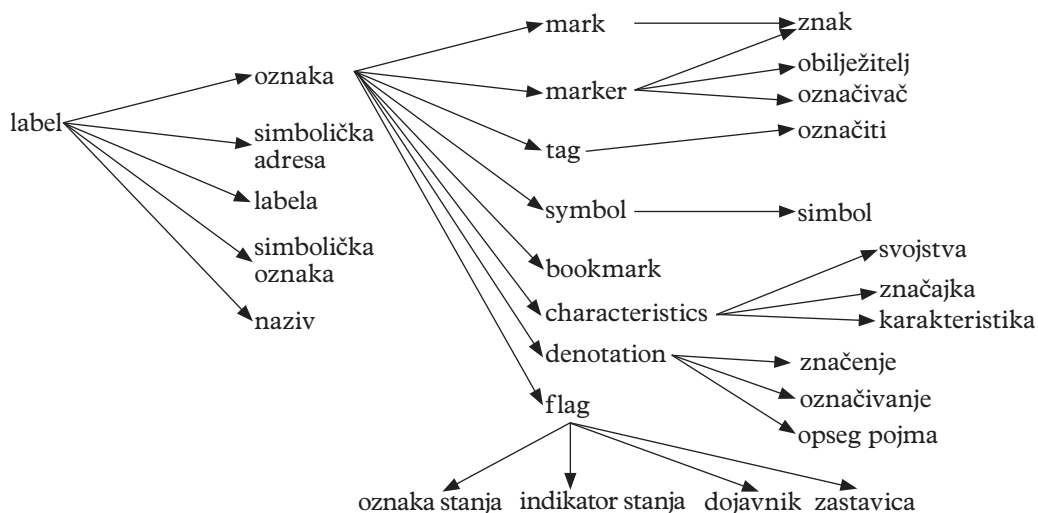 mark
znak
oznaka
obilježitelj
marker
označivač
label
simbolička
adresa
označiti
tag
labela
symbol
simbol
simbolička
oznaka
svojstva
bookmark
značajka
naziv
characteristics
karakteristika
denotation
značenje
označivanje
flag
opseg pojma
oznaka stanja
indikator stanja
dojavnik
zastavica